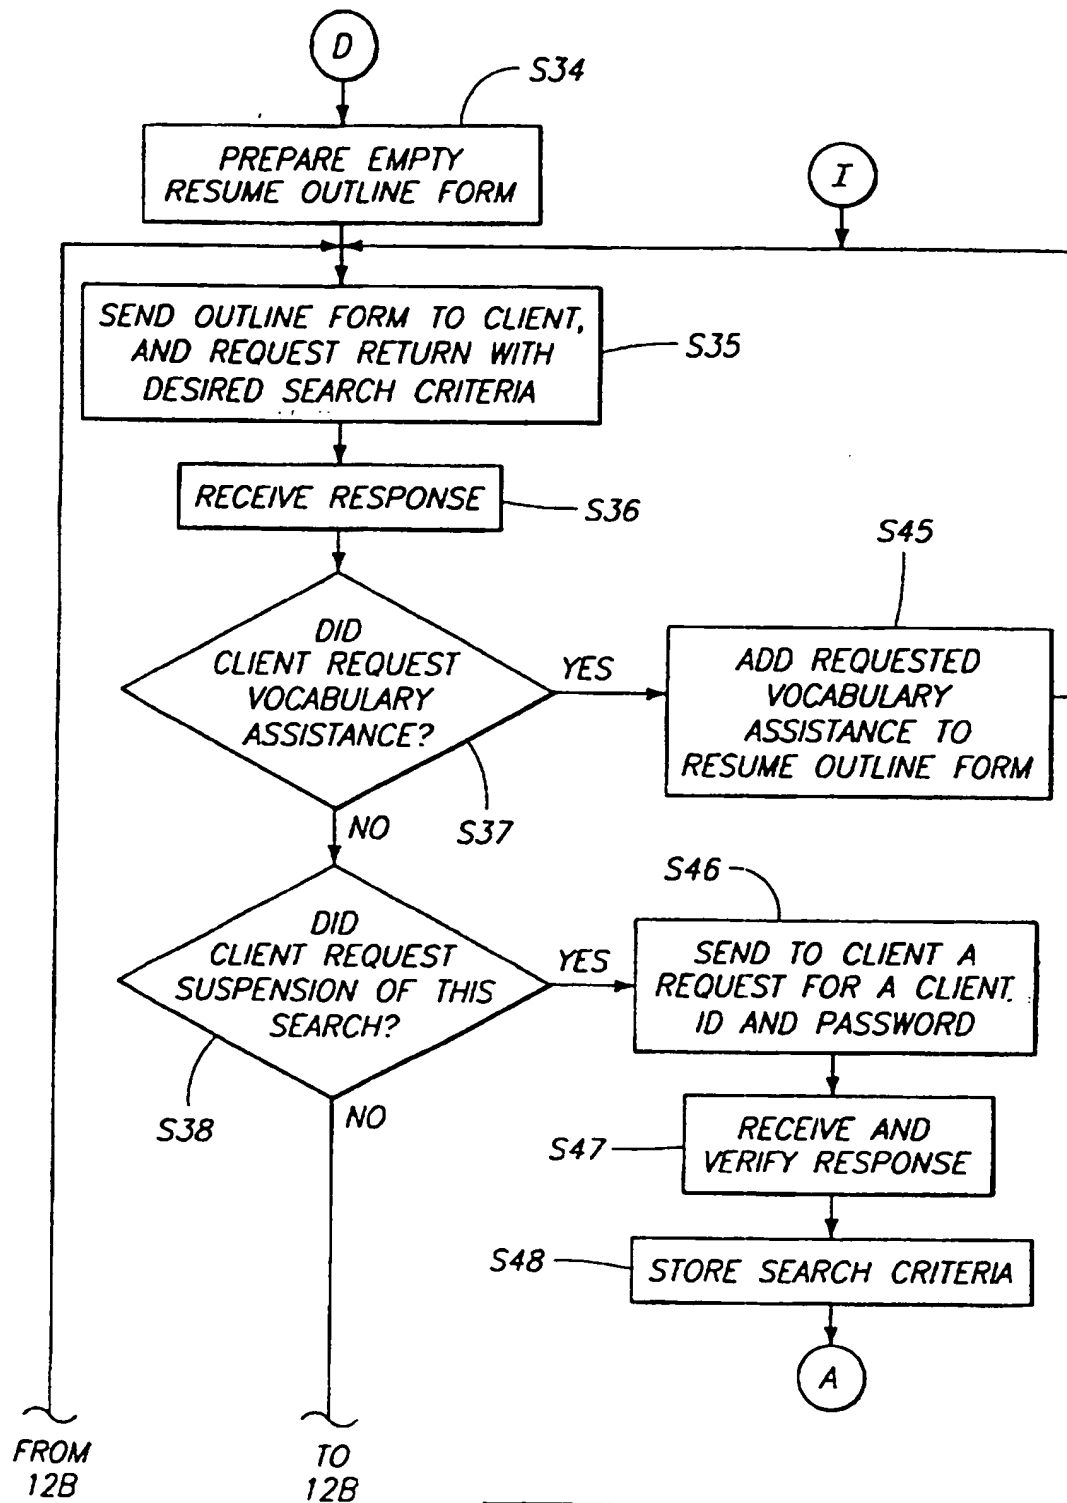 D
S34
PREPARE EMPTY
RESUME OUTLINE FORM
I
SEND OUTLINE FORM TO CLIENT,
AND REQUEST RETURN WITH
DESIRED SEARCH CRITERIA
S35
RECEIVE RESPONSE
S36
S45
DID
CLIENT REQUEST
VOCABULARY
ASSISTANCE?
YES
ADD REQUESTED
VOCABULARY
ASSISTANCE TO
RESUME OUTLINE FORM
S37
NO
S46
DID
CLIENT REQUEST
SUSPENSION OF THIS
SEARCH?
YES
SEND TO CLIENT A
REQUEST FOR A CLIENT
ID AND PASSWORD
S38
NO
S47
RECEIVE AND
VERIFY RESPONSE
S48
STORE SEARCH CRITERIA
A
FROM
12B
TO
12B